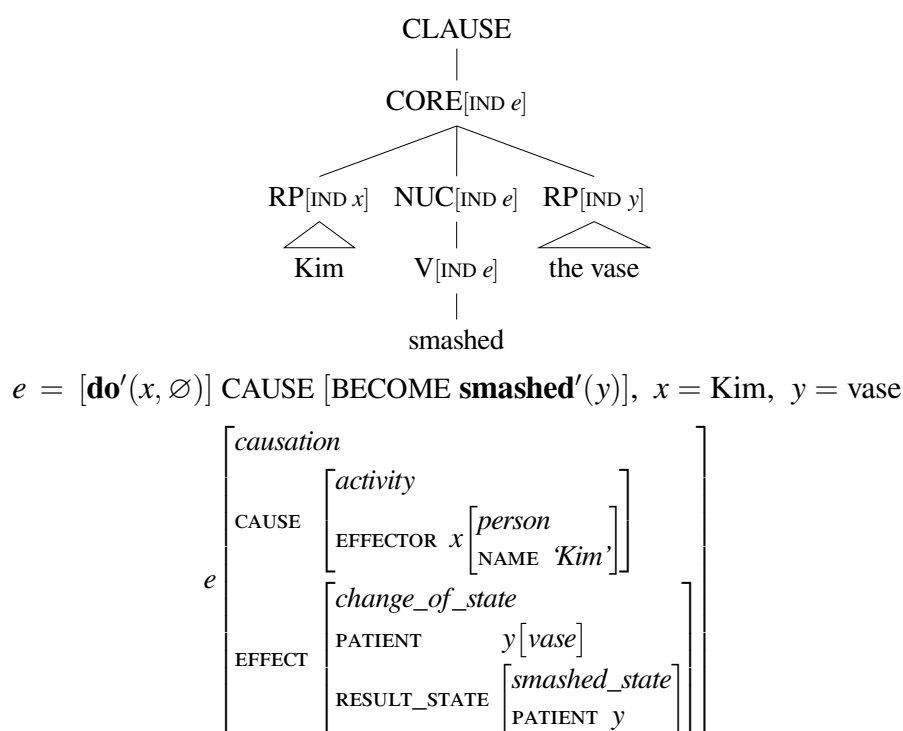 CLAUSE
CORE[IND e]
RP[IND x] NUC[IND e] RP[IND y]
Kim V[IND e] the vase
smashed
e = [do′(x, ∅)] CAUSE [BECOME smashed′(y)], x = Kim, y = vase
causation
activity
CAUSE
EFFECTOR x person
NAME ‘Kim’
e
change_of_state
PATIENT y[vase]
EFFECT
RESULT_STATE smashed_state
PATIENT y